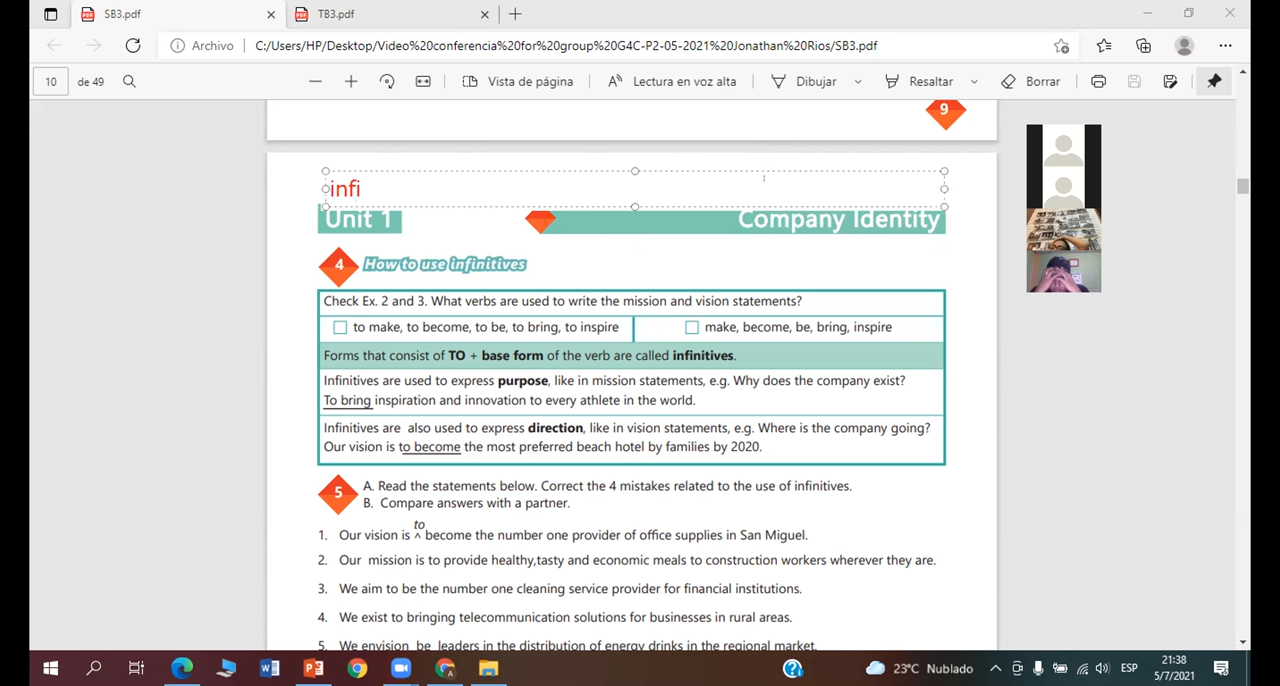 SB3.pdf
TB3.pdf
Archivo C:/Users/HP/Desktop/Video%20conferencia%20for%20group%20G4C-P2-05-2021%20Jonathan%20Rios/SB3.pdf
10 de 49 Vista de página Lectura en voz alta Dibujar Resaltar Borrar
9
infi
Unit 1 Company Identity
4 How to use infinitives
Check Ex. 2 and 3. What verbs are used to write the mission and vision statements?
to make, to become, to be, to bring, to inspire make, become, be, bring, inspire
Forms that consist of TO + base form of the verb are called infinitives.
Infinitives are used to express purpose, like in mission statements, e.g. Why does the company exist?
To bring inspiration and innovation to every athlete in the world.
Infinitives are also used to express direction, like in vision statements, e.g. Where is the company going?
Our vision is to become the most preferred beach hotel by families by 2020.
5 A. Read the statements below. Correct the 4 mistakes related to the use of infinitives.
B. Compare answers with a partner.
to
1. Our vision is ^ become the number one provider of office supplies in San Miguel.
2. Our mission is to provide healthy,tasty and economic meals to construction workers wherever they are.
3. We aim to be the number one cleaning service provider for financial institutions.
4. We exist to bringing telecommunication solutions for businesses in rural areas.
5. We envision be leaders in the distribution of energy drinks in the regional market.
23°C Nublado ESP 21:38
5/7/2021